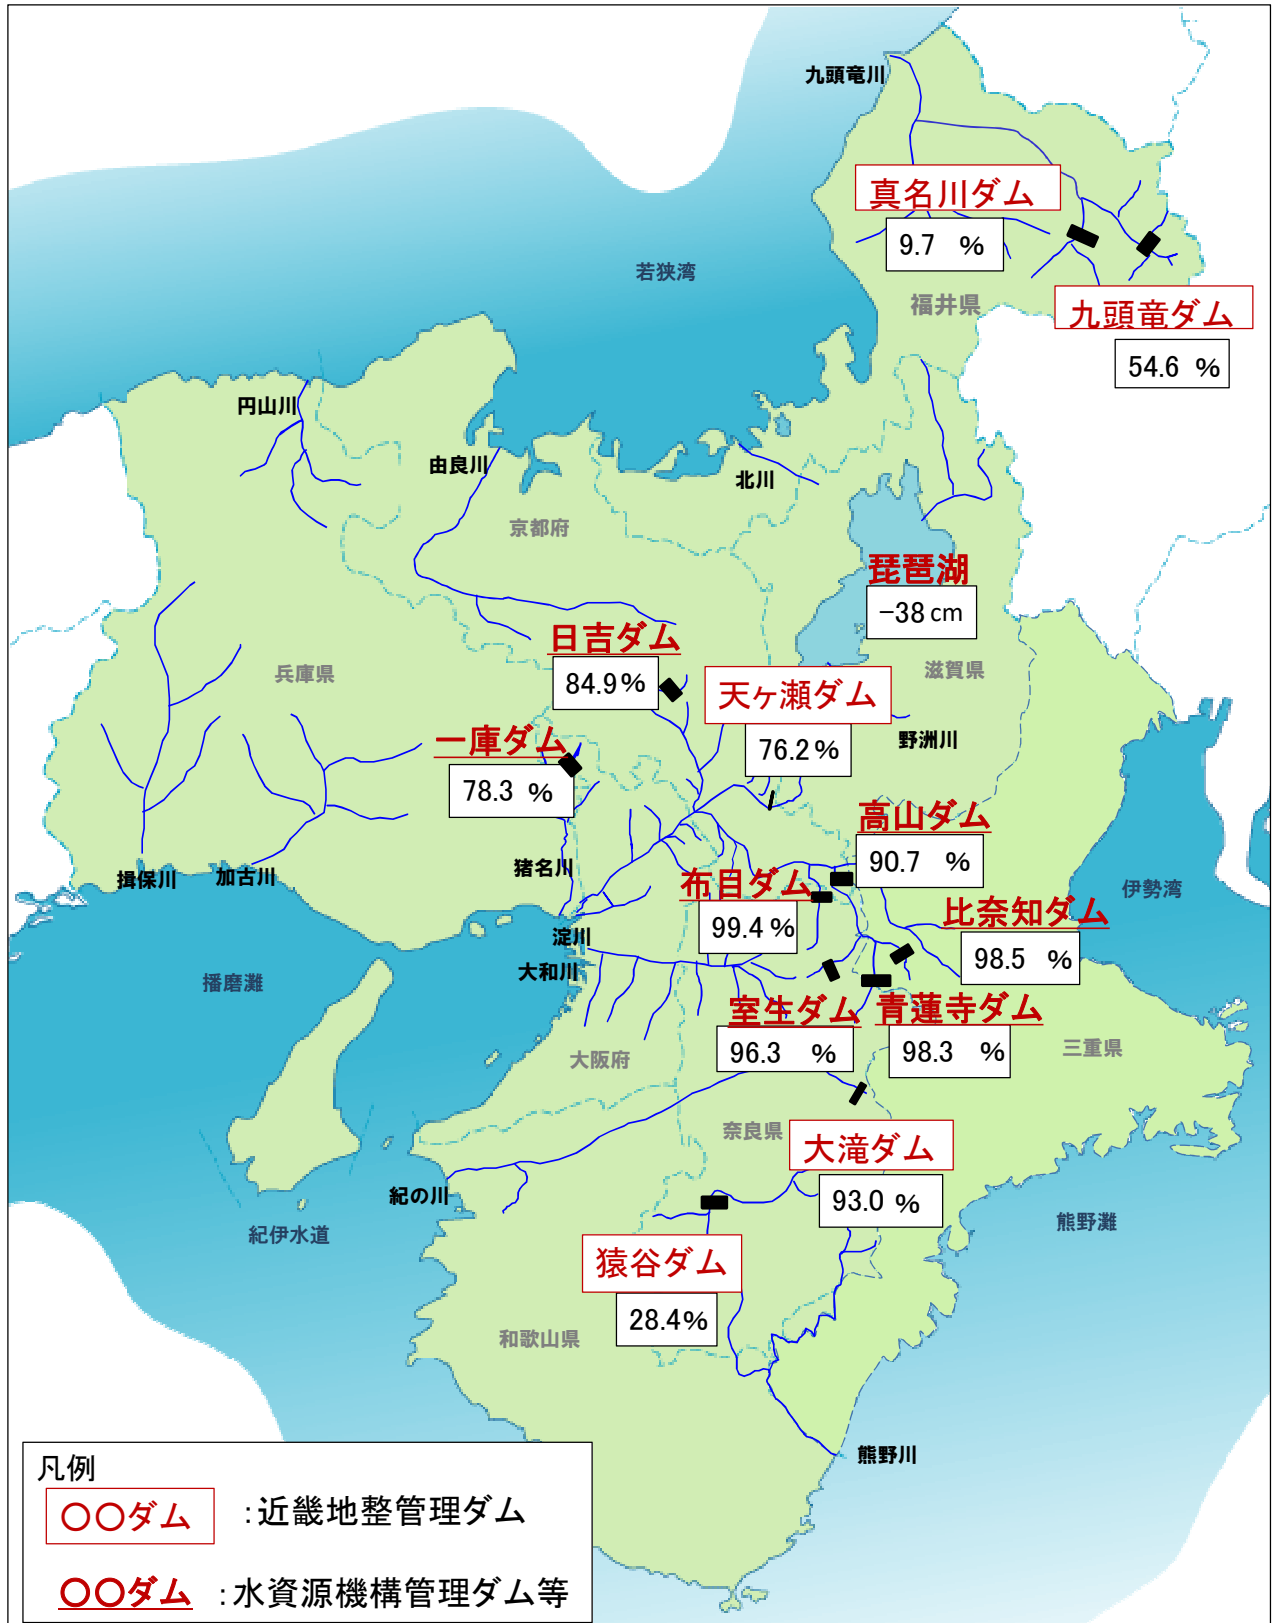 九頭竜川
真名川ダム
9.7 %
若狭湾
福井県
九頭竜ダム
54.6 %
円山川
由良川
北川
京都府
琵琶湖
−38 cm
日吉ダム
84.9%
兵庫県
滋賀県
天ヶ瀬ダム
76.2%
野洲川
一庫ダム
78.3 %
高山ダム
90.7 %
猪名川
揖保川
加古川
布目ダム
99.4 %
伊勢湾
比奈知ダム
98.5 %
淀川
大和川
播磨灘
室生ダム
96.3 %
青蓮寺ダム
98.3 %
三重県
大阪府
奈良県
大滝ダム
93.0 %
紀の川
紀伊水道
熊野灘
猿谷ダム
28.4%
和歌山県
熊野川
凡例
〇〇ダム :近畿地整管理ダム
〇〇ダム :水資源機構管理ダム等